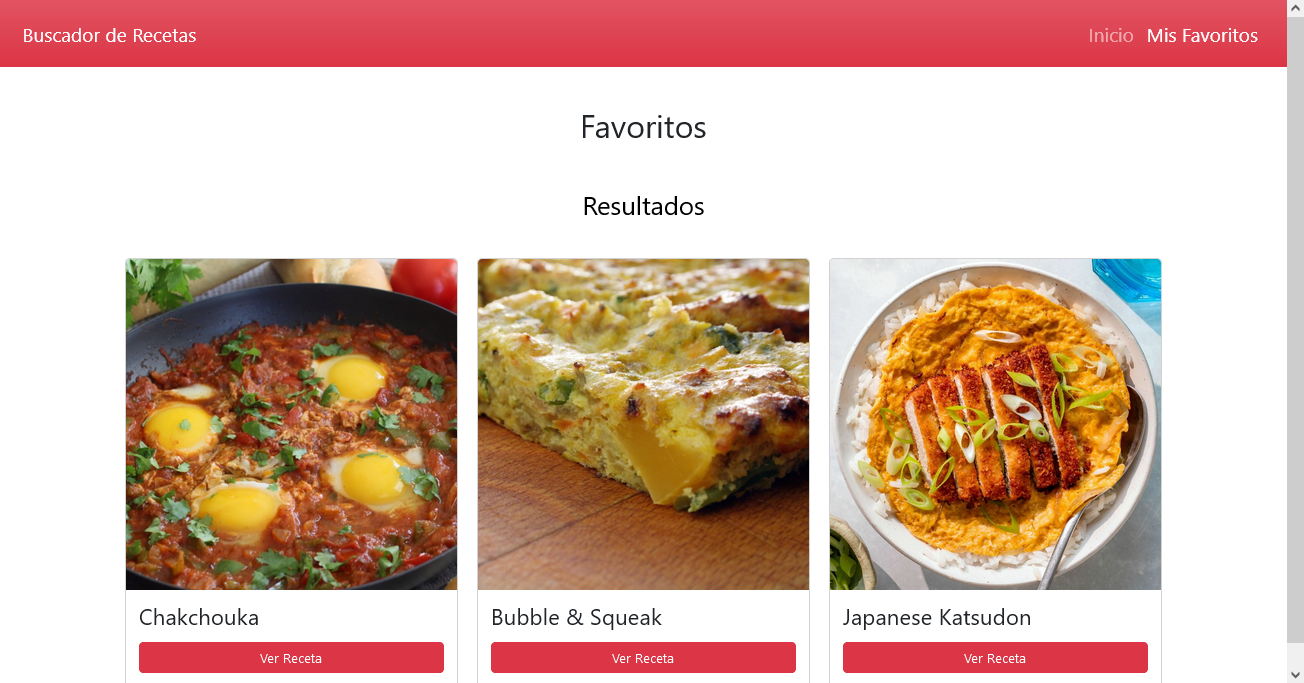 Buscador de Recetas
Inicio Mis Favoritos
Favoritos
Resultados
Chakchouka
Ver Receta
Bubble & Squeak
Ver Receta
Japanese Katsudon
Ver Receta